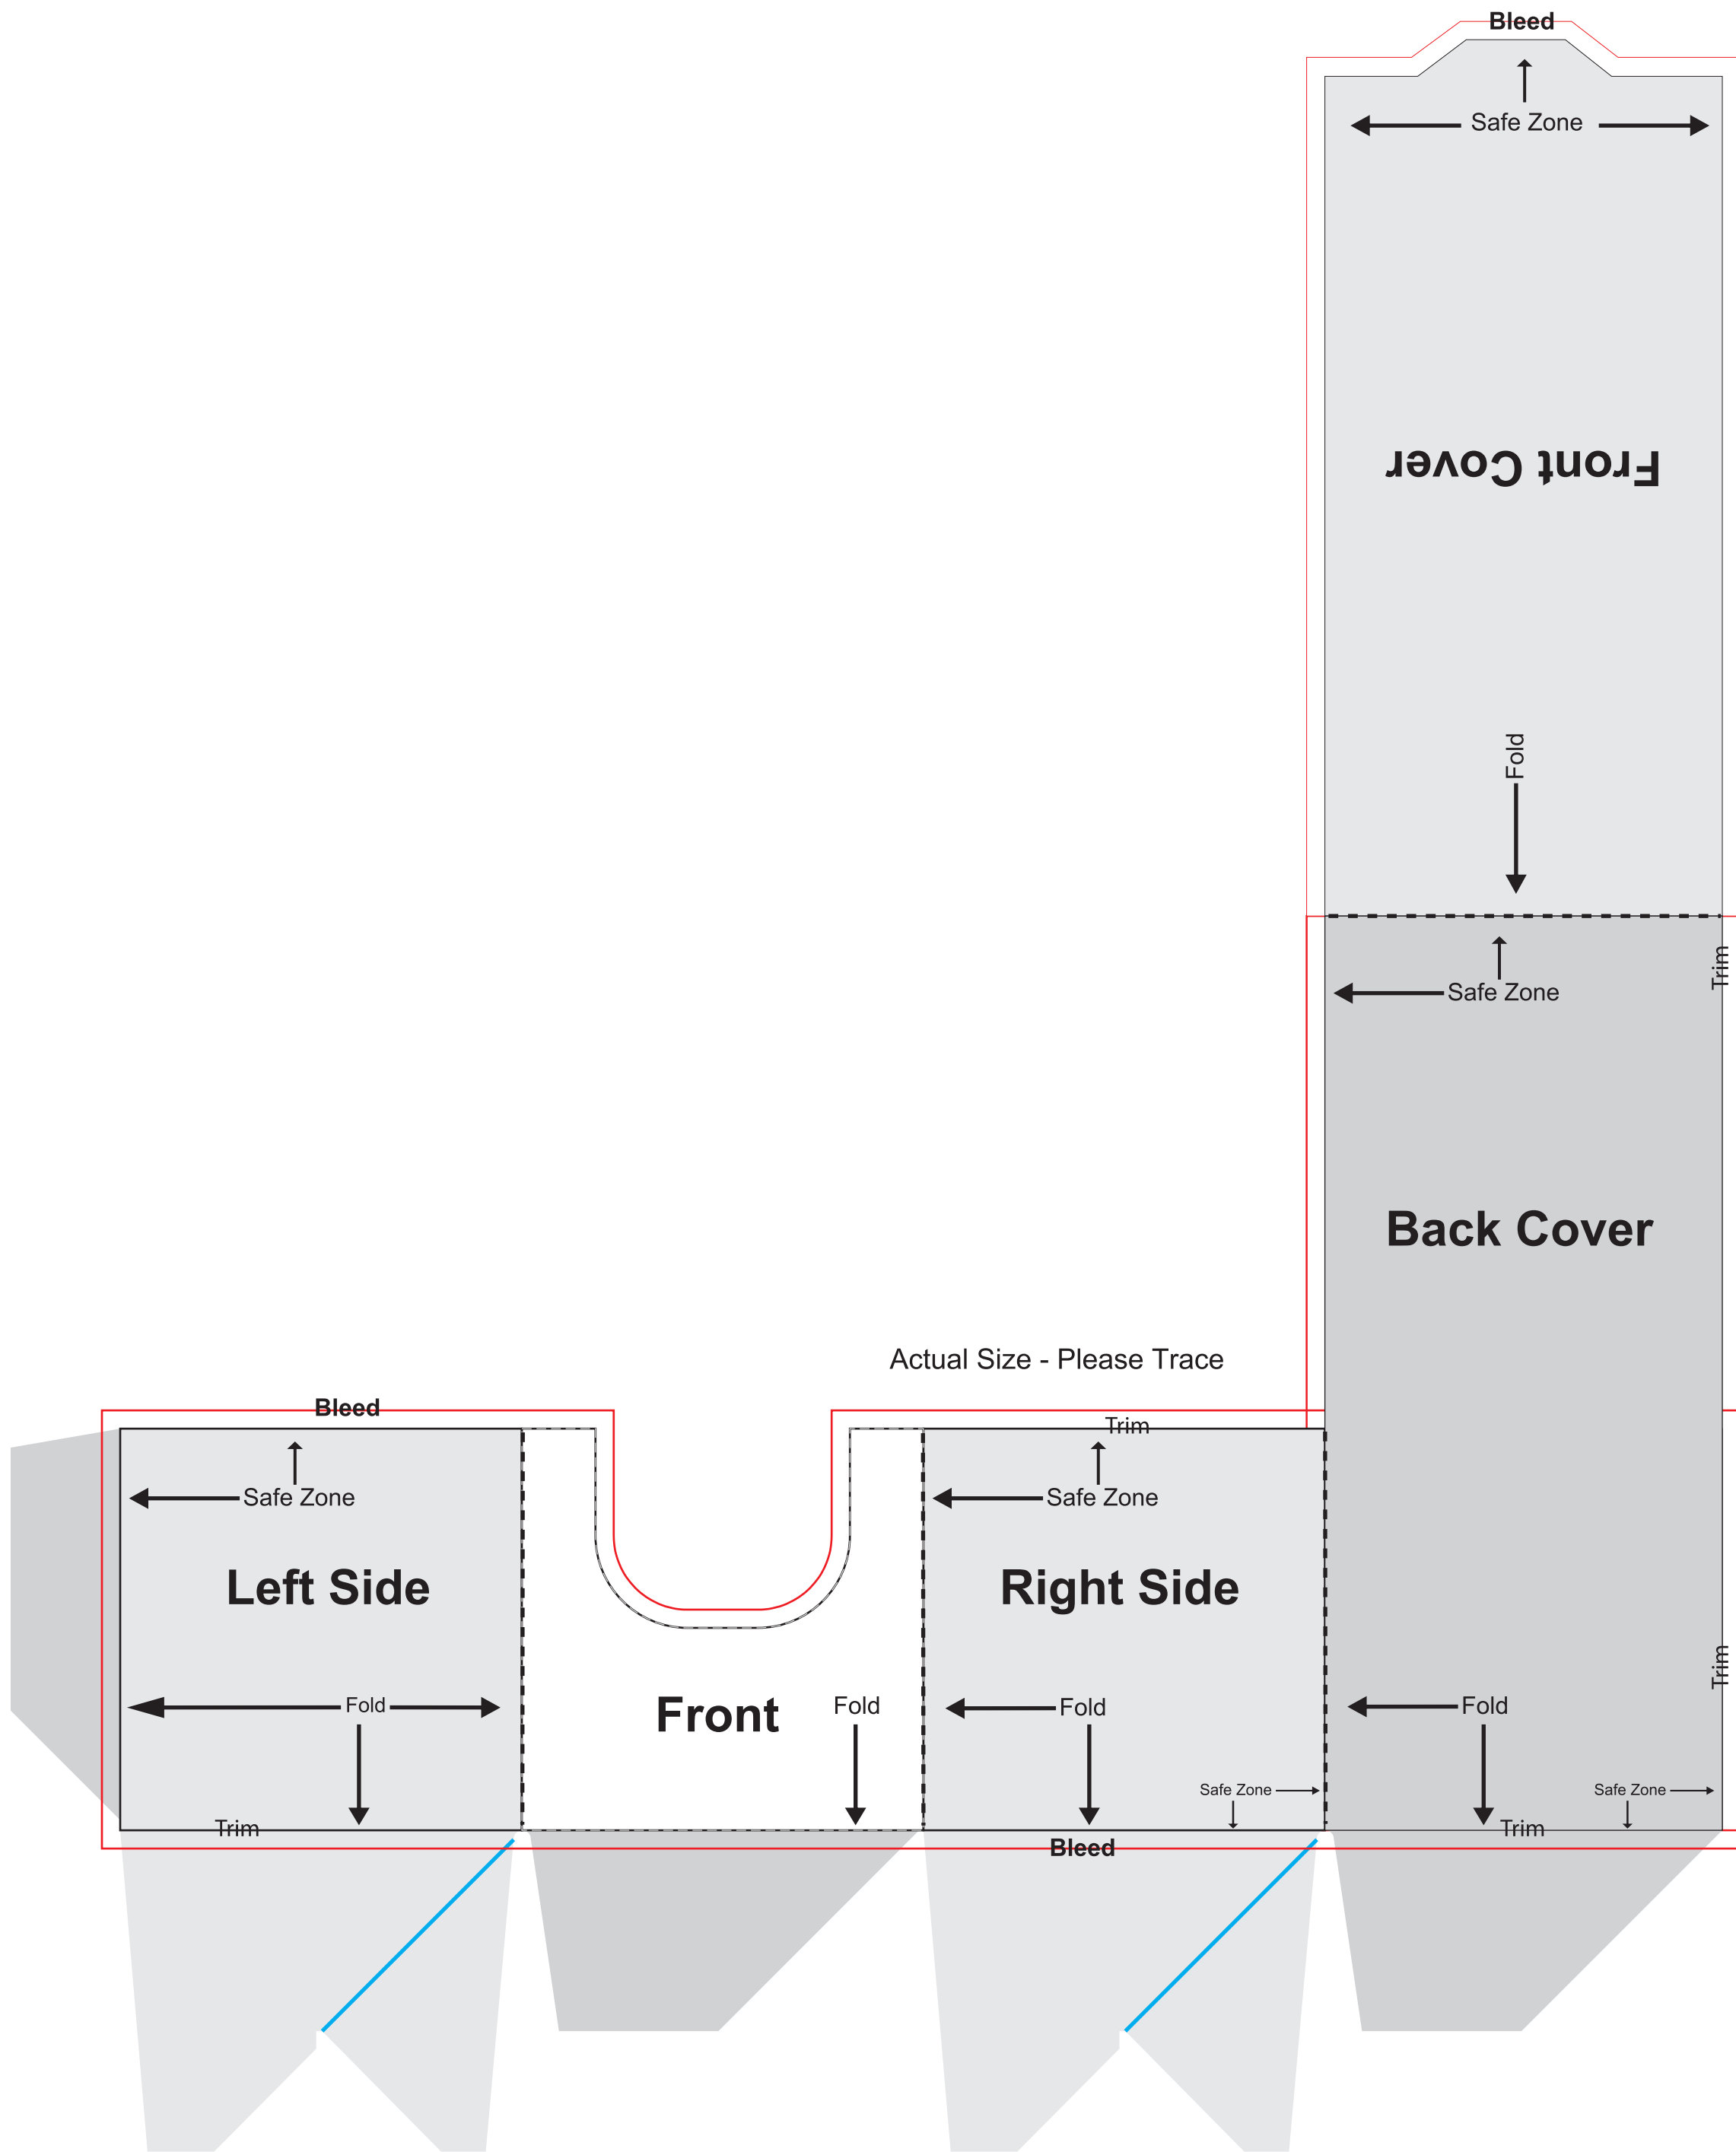 Bleed
Safe Zone
Front Cover
Fold
Trim
Safe Zone
Back Cover
Actual Size - Please Trace
Bleed
Trim
Safe Zone
Safe Zone
Left Side
Right Side
Trim
Fold
Front
Fold
Fold
Fold
Safe Zone
Safe Zone
Trim
Trim
Bleed